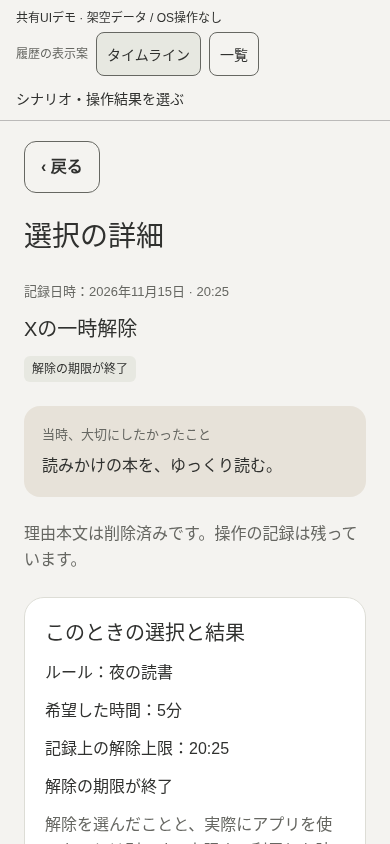 共有UIデモ · 架空データ / OS操作なし
履歴の表示案 タイムライン 一覧
シナリオ・操作結果を選ぶ
‹ 戻る
選択の詳細
記録日時：2026年11月15日 · 20:25
Xの一時解除
解除の期限が終了
当時、大切にしたかったこと
読みかけの本を、ゆっくり読む。
理由本文は削除済みです。操作の記録は残って
います。
このときの選択と結果
ルール：夜の読書
希望した時間：5分
記録上の解除上限：20:25
解除の期限が終了
解除を選んだことと、実際にアプリを使